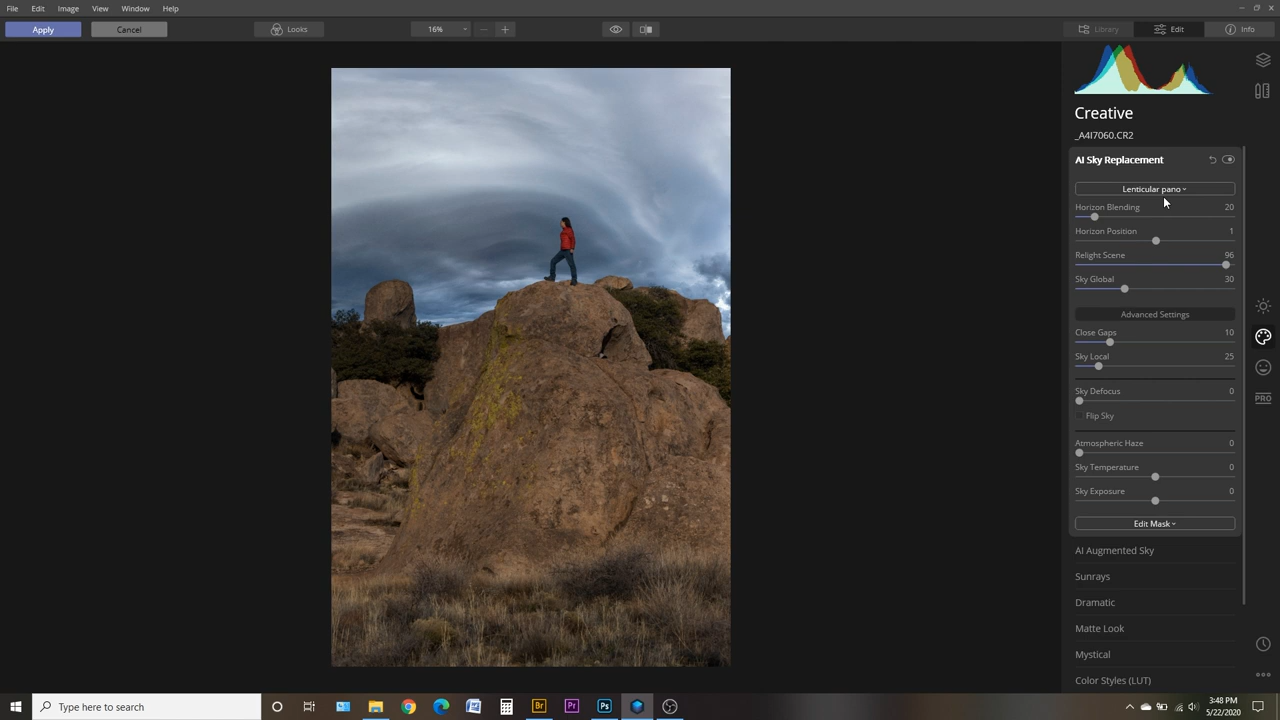 File Edit Image View Window Help
Apply Cancel Looks 16% Library Edit Info
Creative
_A4I7060.CR2
AI Sky Replacement
Lenticular pano
Horizon Blending 20
Horizon Position 1
Relight Scene 96
Sky Global 30
Advanced Settings
Close Gaps 10
Sky Local 25
Sky Defocus 0
Flip Sky
Atmospheric Haze 0
Sky Temperature 0
Sky Exposure 0
Edit Mask
AI Augmented Sky
Sunrays
Dramatic
Matte Look
Mystical
Color Styles (LUT)
PRO
Type here to search
Br Pr Ps
3:48 PM
5/22/2020